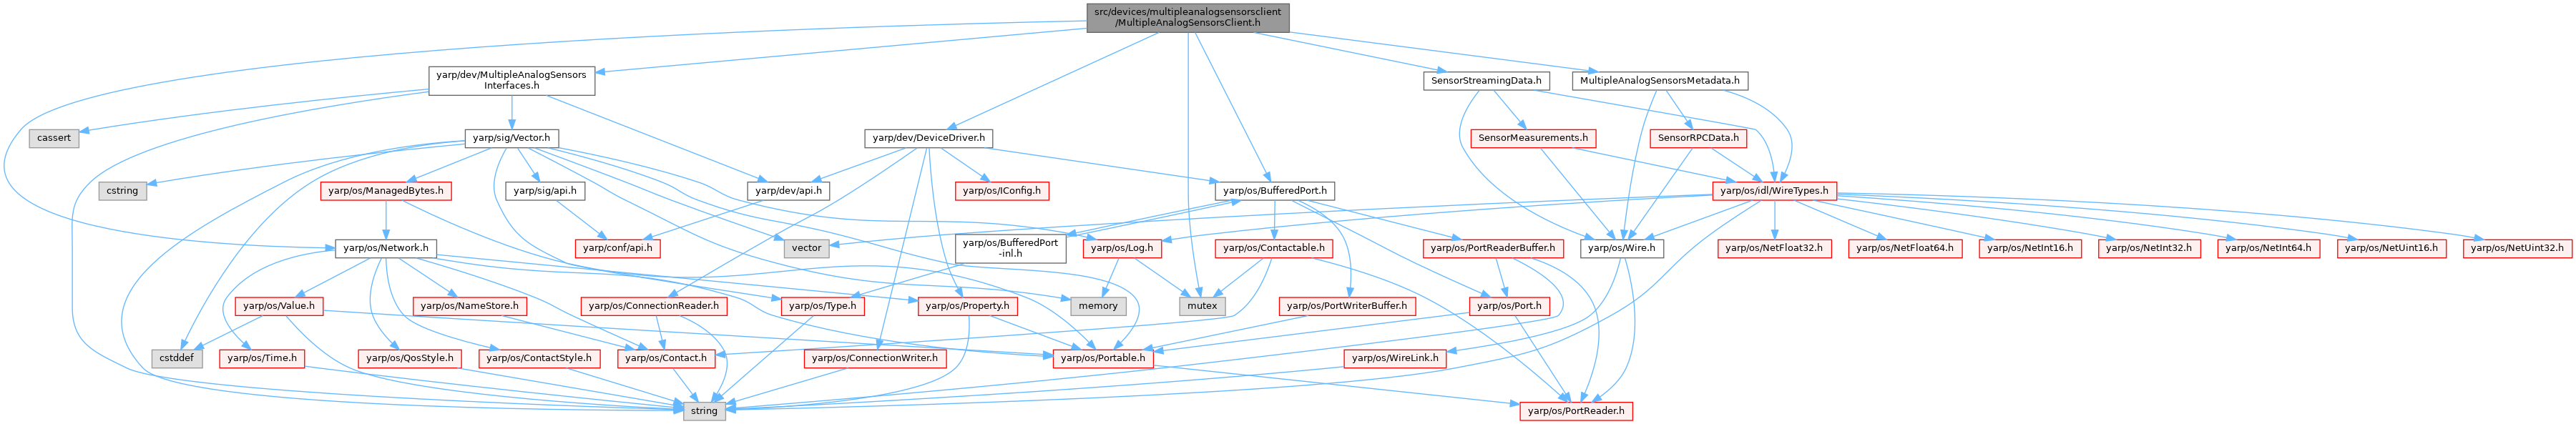 src/devices/multipleanalogsensorsclient
/MultipleAnalogSensorsClient.h
yarp/dev/MultipleAnalogSensors
Interfaces.h
SensorStreamingData.h
MultipleAnalogSensorsMetadata.h
cassert
yarp/sig/Vector.h
yarp/dev/DeviceDriver.h
SensorMeasurements.h
SensorRPCData.h
cstring
yarp/os/ManagedBytes.h
yarp/sig/api.h
yarp/dev/api.h
yarp/os/IConfig.h
yarp/os/BufferedPort.h
yarp/os/idl/WireTypes.h
yarp/os/Network.h
yarp/conf/api.h
vector
yarp/os/BufferedPort
-inl.h
yarp/os/Log.h
yarp/os/Contactable.h
yarp/os/PortReaderBuffer.h
yarp/os/Wire.h
yarp/os/NetFloat32.h
yarp/os/NetFloat64.h
yarp/os/NetInt16.h
yarp/os/NetInt32.h
yarp/os/NetInt64.h
yarp/os/NetUint16.h
yarp/os/NetUint32.h
yarp/os/Value.h
yarp/os/NameStore.h
yarp/os/ConnectionReader.h
yarp/os/Type.h
yarp/os/Property.h
memory
mutex
yarp/os/PortWriterBuffer.h
yarp/os/Port.h
cstddef
yarp/os/Time.h
yarp/os/QosStyle.h
yarp/os/ContactStyle.h
yarp/os/Contact.h
yarp/os/ConnectionWriter.h
yarp/os/Portable.h
yarp/os/WireLink.h
string
yarp/os/PortReader.h